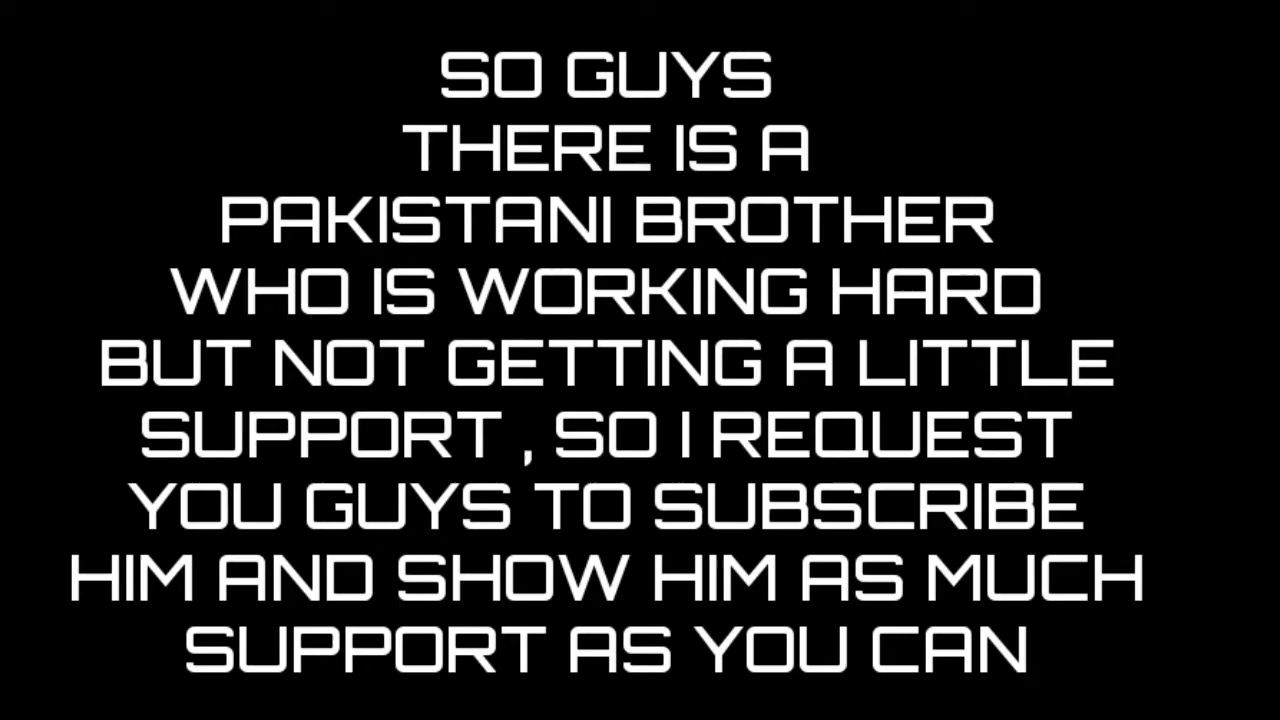 SO GUYS
THERE IS A
PAKISTANI BROTHER
WHO IS WORKING HARD
BUT NOT GETTING A LITTLE
SUPPORT , SO I REQUEST
YOU GUYS TO SUBSCRIBE
HIM AND SHOW HIM AS MUCH
SUPPORT AS YOU CAN